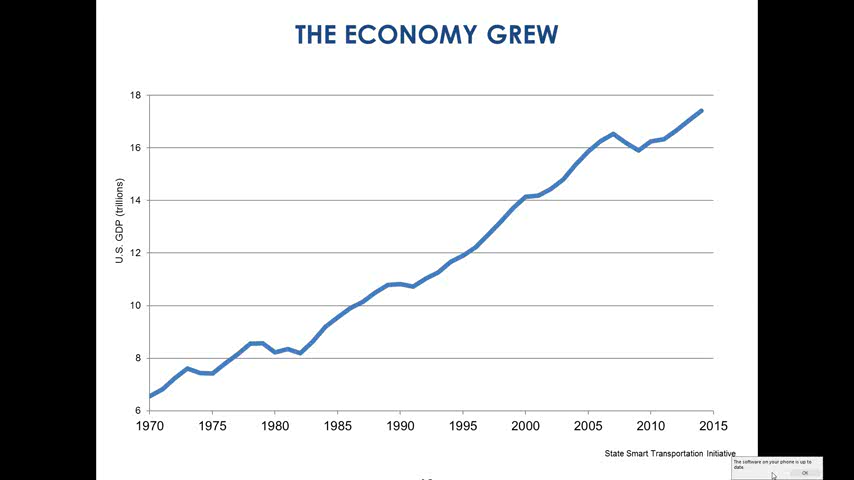 THE ECONOMY GREW
18
16
14
12
10
8
6
U.S. GDP (trillions)
1970 1975 1980 1985 1990 1995 2000 2005 2010 2015
State Smart Transportation Initiative
The software on your phone is up to
date.
OK